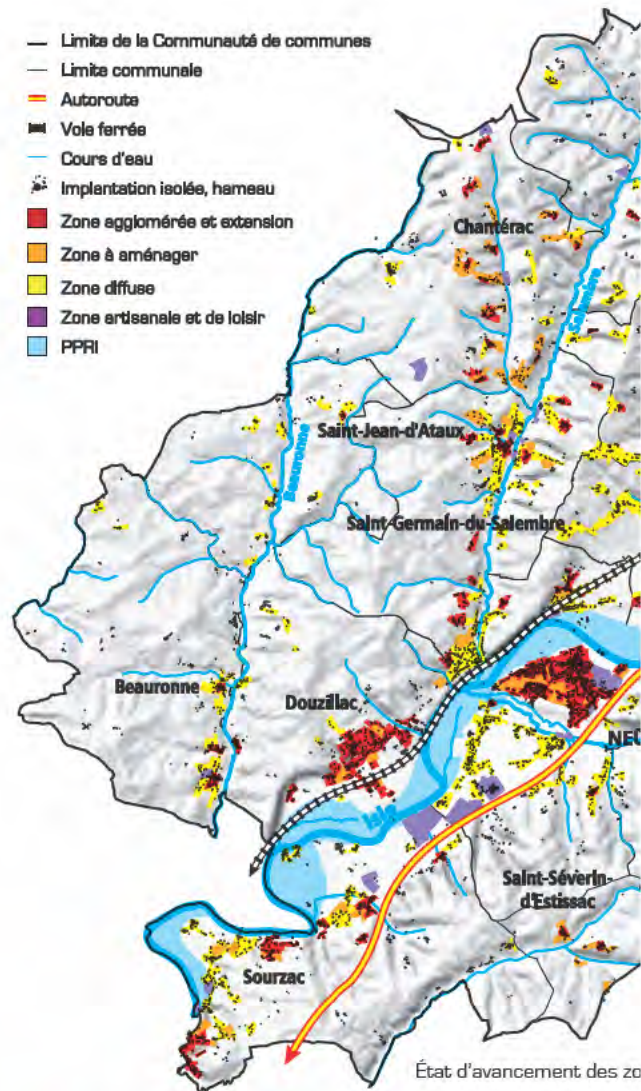 Limite de la Communauté de communes
Limite communale
Autoroute
Voie ferrée
Cours d'eau
Implantation isolée, hameau
Zone agglomérée et extension
Zone à aménager
Zone diffuse
Zone artisanale et de loisir
PPRI
Chantérac
Salembre
Saint-Jean-d'Ataux
Beauronne
Saint-Germain-du-Salembre
Beauronne
Douzillac
NEU
Isle
Saint-Séverin-
d'Estissac
Sourzac
État d'avancement des zo